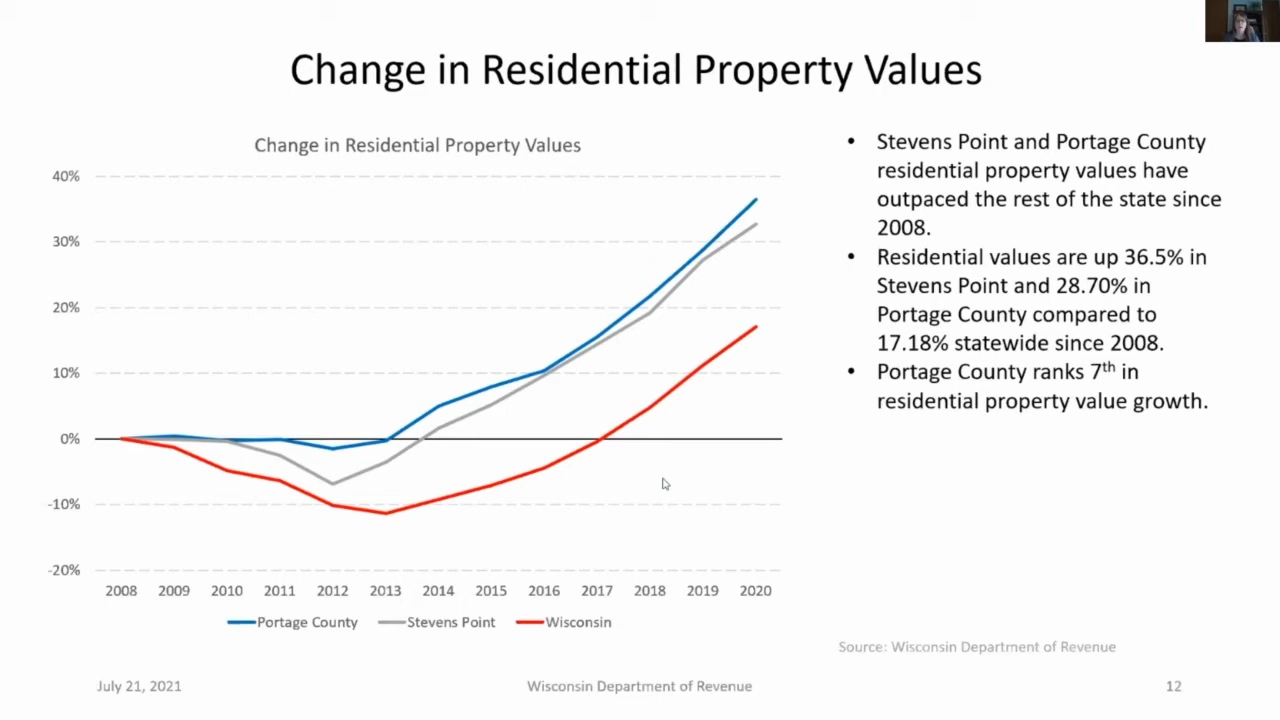 Change in Residential Property Values
Change in Residential Property Values
40%
30%
20%
10%
0%
-10%
-20%
2008 2009 2010 2011 2012 2013 2014 2015 2016 2017 2018 2019 2020
Portage County Stevens Point Wisconsin
• Stevens Point and Portage County
residential property values have
outpaced the rest of the state since
2008.
• Residential values are up 36.5% in
Stevens Point and 28.70% in
Portage County compared to
17.18% statewide since 2008.
• Portage County ranks 7th in
residential property value growth.
Source: Wisconsin Department of Revenue
July 21, 2021 Wisconsin Department of Revenue 12